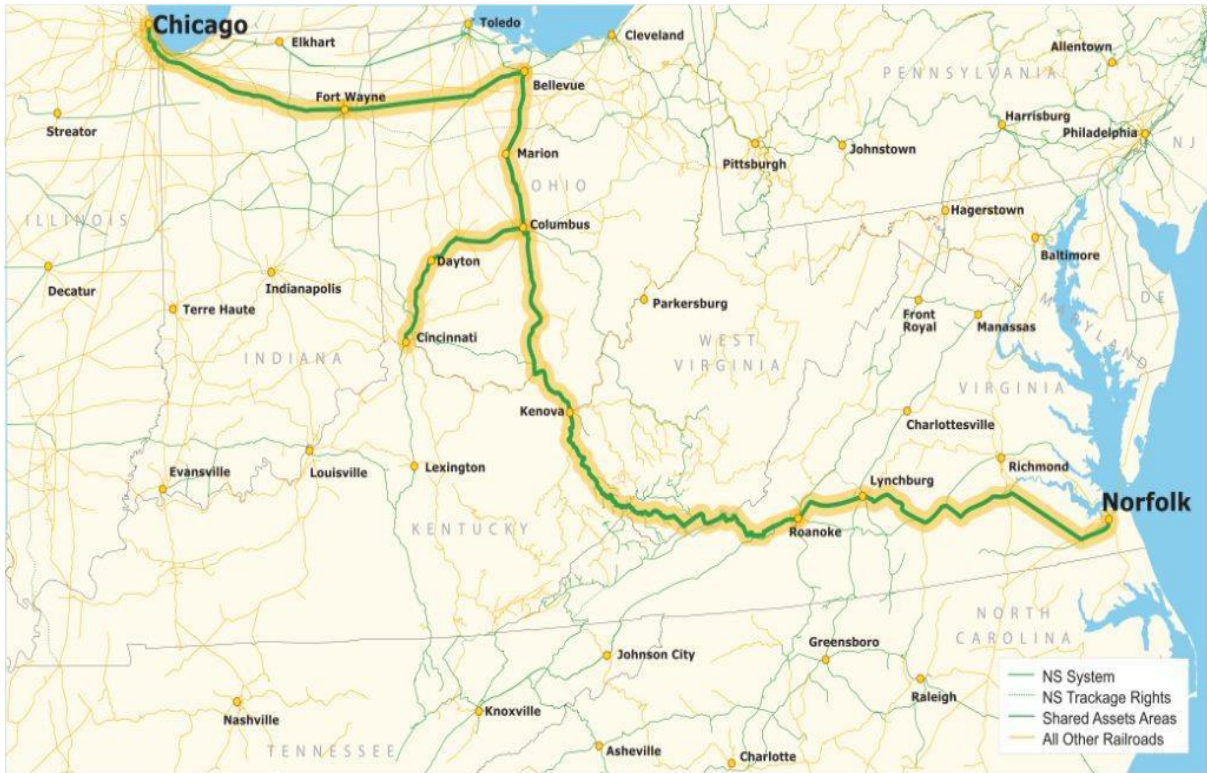 Chicago
Toledo
Elkhart
Cleveland
Allentown
PENNSYLVANIA
Bellevue
Fort Wayne
Streator
Harrisburg
Philadelphia
NJ
Marion
Pittsburgh
Johnstown
OHIO
ILLINOIS
Hagerstown
Columbus
Baltimore
Dayton
Decatur
Indianapolis
Parkersburg
MARYLAND
DE
Terre Haute
Front
Royal
Manassas
Cincinnati
WEST
VIRGINIA
INDIANA
VIRGINIA
Kenova
Charlottesville
Louisville
Lexington
Richmond
Evansville
Lynchburg
Norfolk
KENTUCKY
Roanoke
NORTH
CAROLINA
Greensboro
Johnson City
Raleigh
Nashville
Knoxville
TENNESSEE
Asheville
Charlotte
NS System
NS Trackage Rights
Shared Assets Areas
All Other Railroads